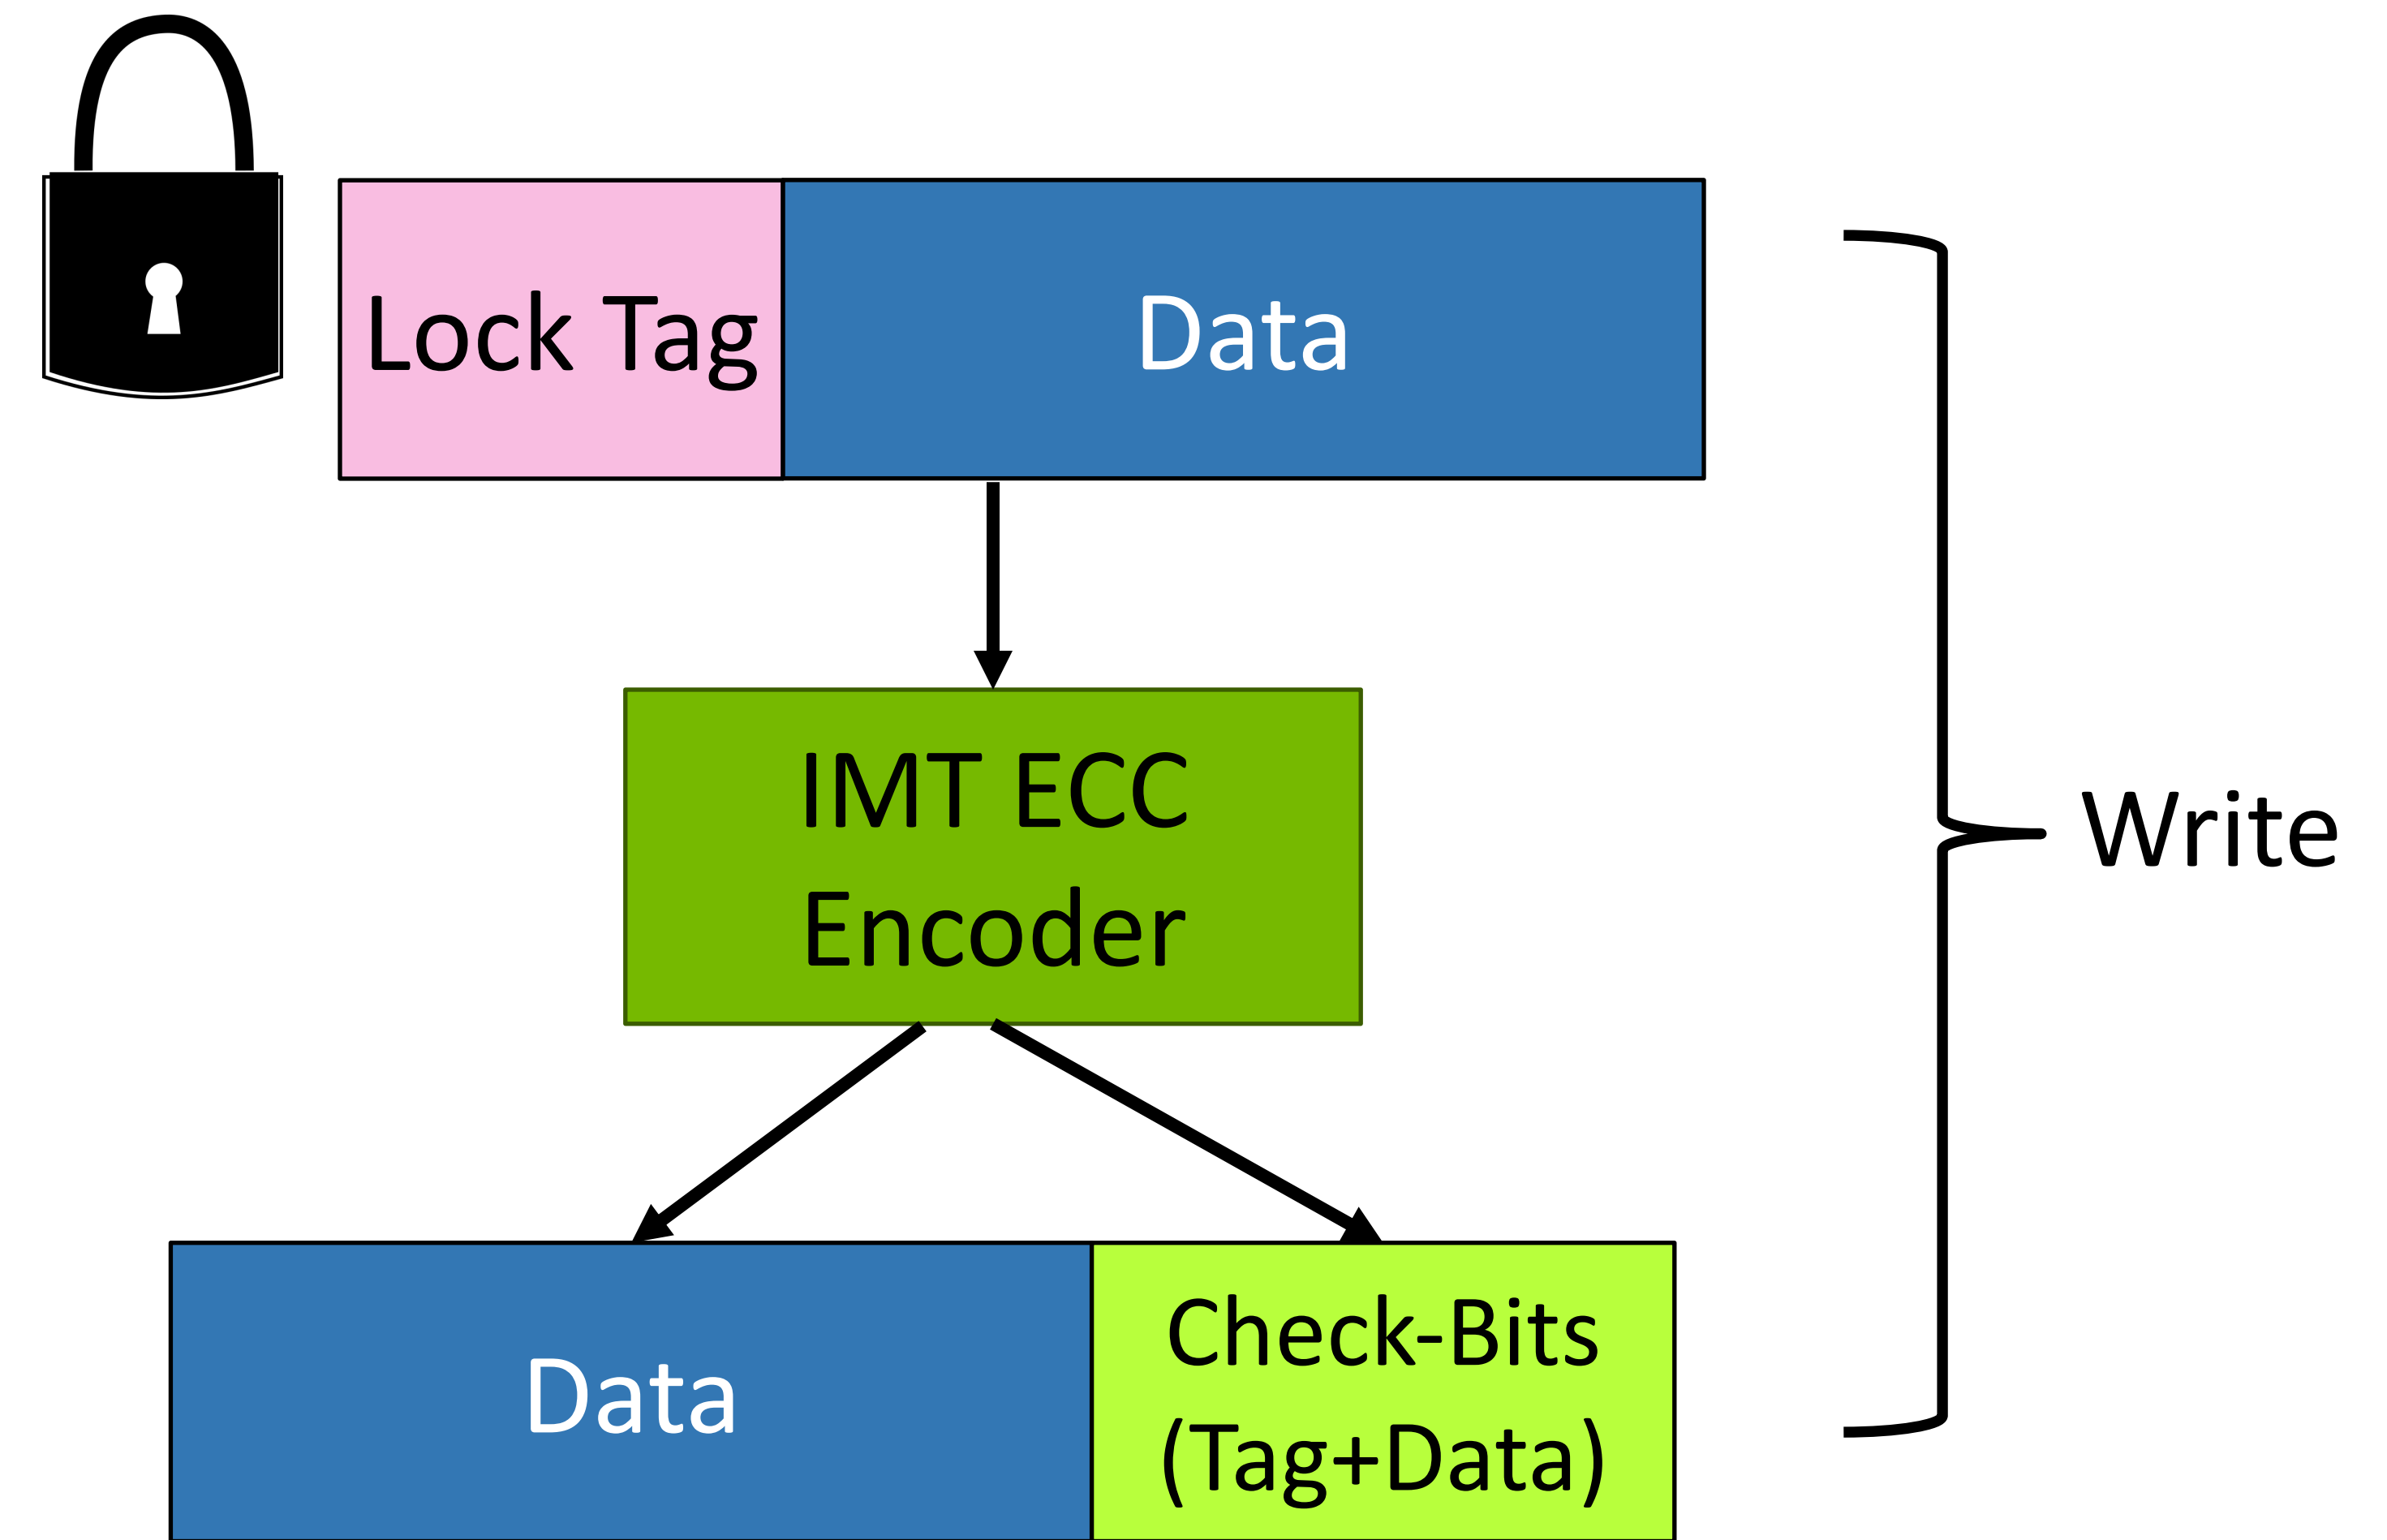 Lock Tag
Data
IMT ECC
Encoder
Write
Data
Check-Bits
(Tag+Data)